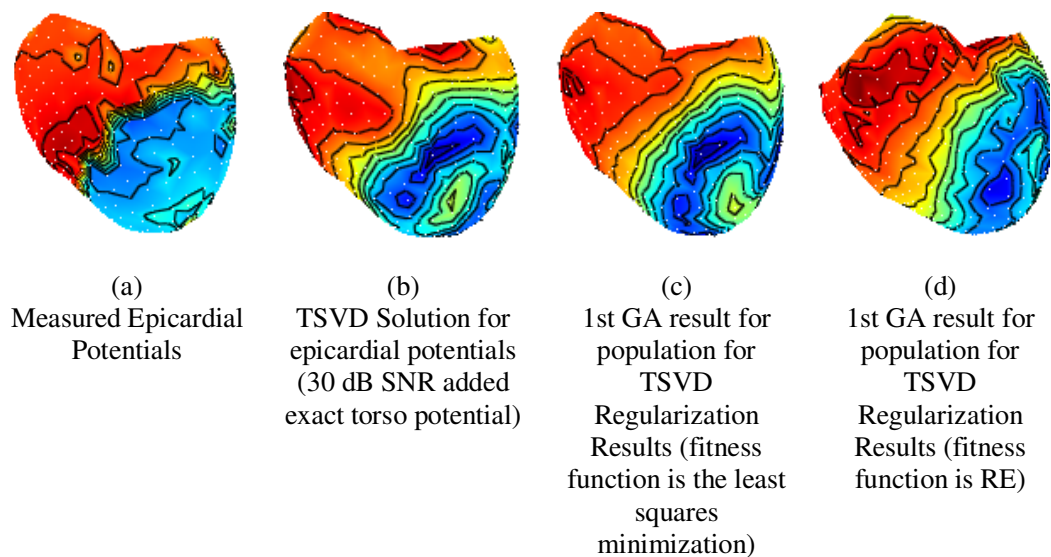 (a)
Measured Epicardial
Potentials
(b)
TSVD Solution for
epicardial potentials
(30 dB SNR added
exact torso potential)
(c)
1st GA result for
population for
TSVD
Regularization
Results (fitness
function is the least
squares
minimization)
(d)
1st GA result for
population for
TSVD
Regularization
Results (fitness
function is RE)